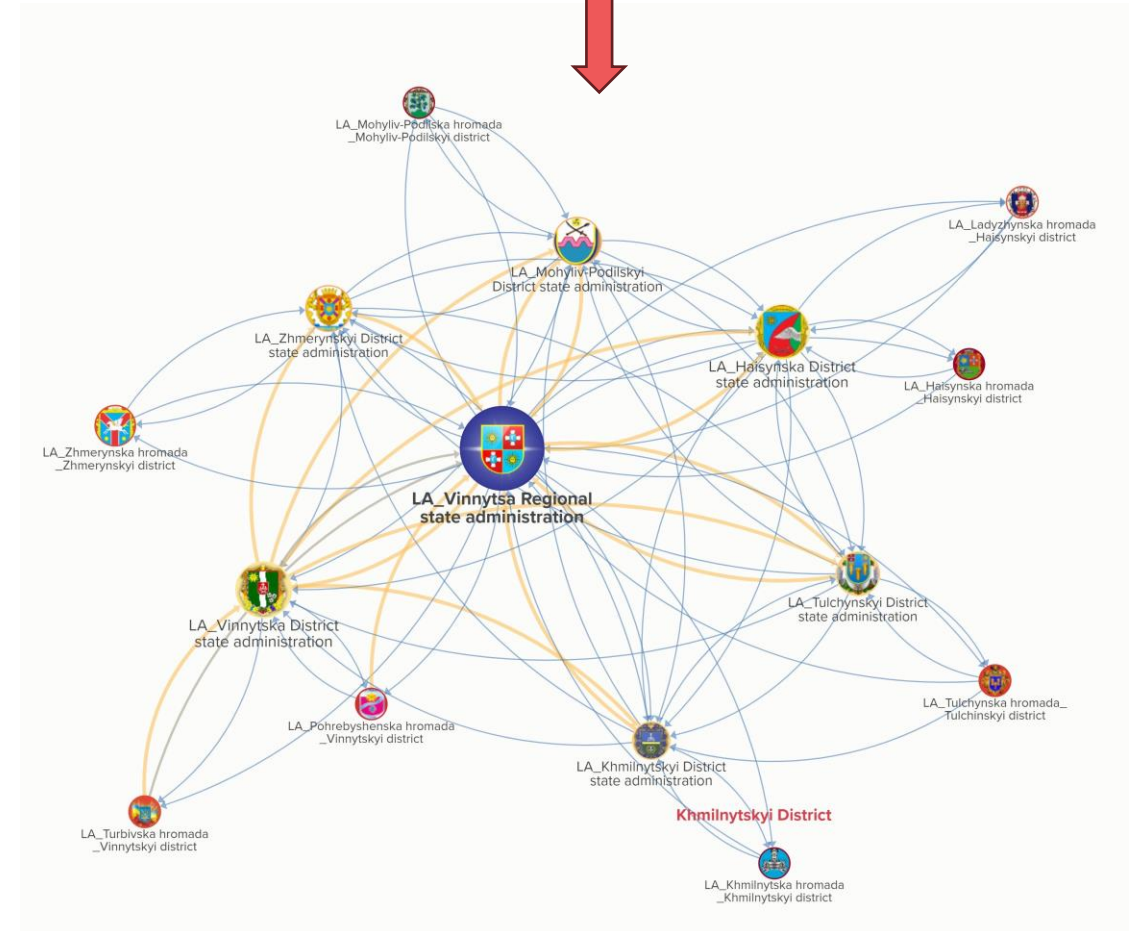 LA_Mohyliv-Podilska hromada
_Mohyliv-Podilskyi district
LA_Ladyzhynska hromada
_Haisynskyi district
LA_Mohyliv-Podilskyi
District state administration
LA_Zhmerynskyi District
state administration
LA_Haisynska District
state administration
LA_Haisynska hromada
_Haisynskyi district
LA_Zhmerynska hromada
_Zhmerynskyi district
LA_Vinnytsa Regional
state administration
LA_Vinnytska District
state administration
LA_Tulchynskyi District
state administration
LA_Tulchynska hromada_
Tulchinskyi district
LA_Pohrebyshenska hromada
_Vinnytskyi district
LA_Khmilnytskyi District
state administration
Khmilnytskyi District
LA_Turbivska hromada
_Vinnytskyi district
LA_Khmilnytska hromada
_Khmilnytskyi district